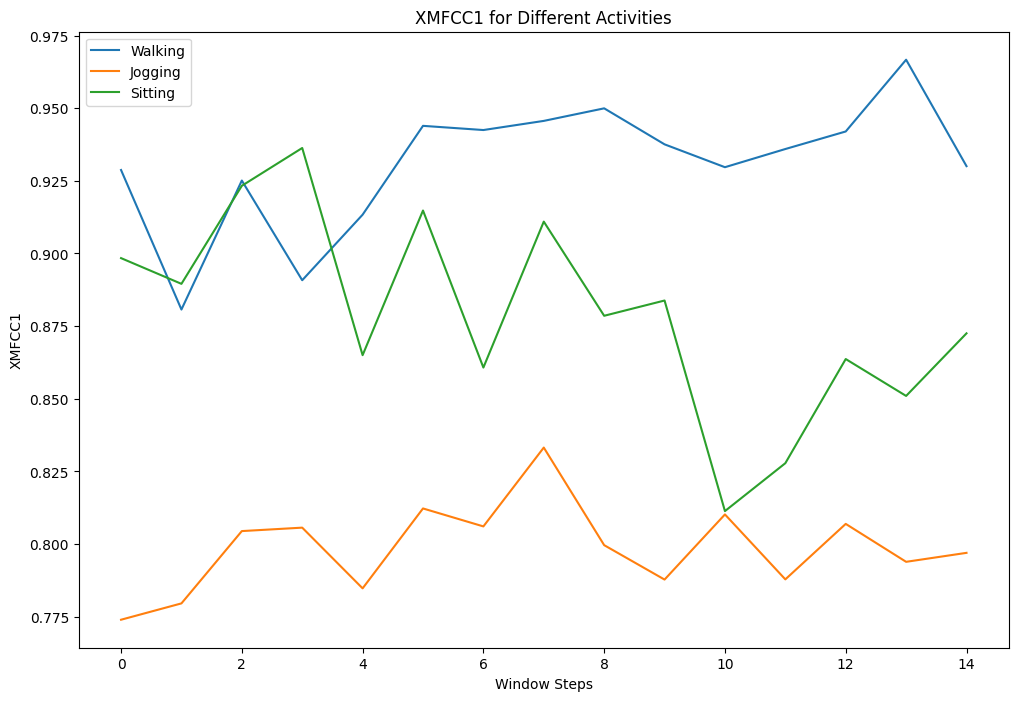 XMFCC1 for Different Activities
Walking
Jogging
Sitting
XMFCC1
0.975
0.950
0.925
0.900
0.875
0.850
0.825
0.800
0.775
0 2 4 6 8 10 12 14
Window Steps